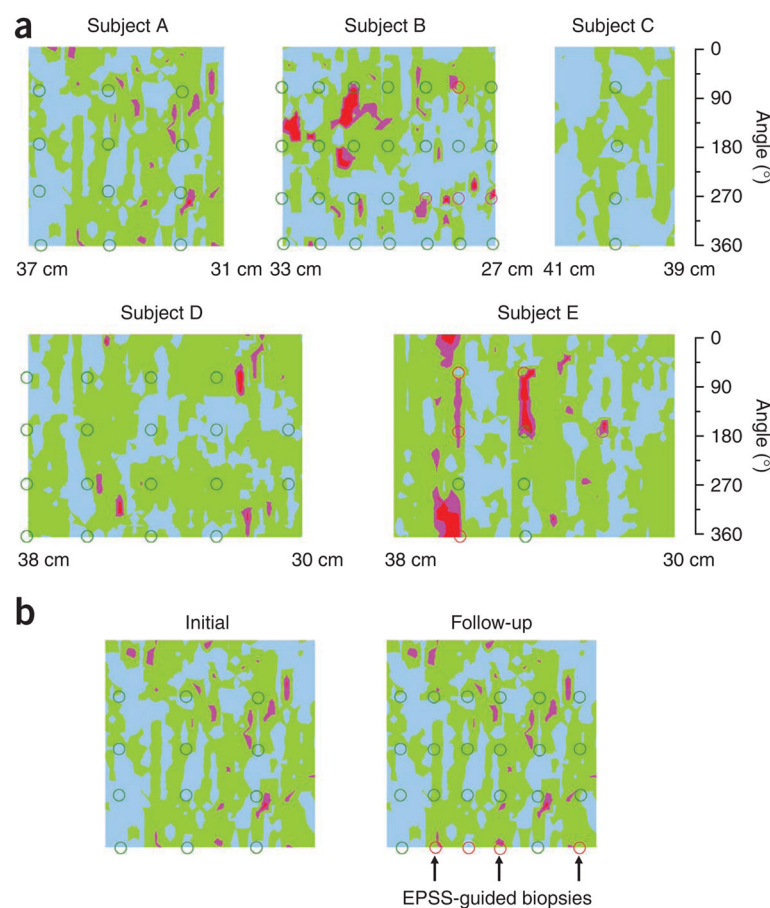 a
Subject A
Subject B
Subject C
0
90
180
270
360
Angle (°)
37 cm
31 cm
33 cm
27 cm
41 cm
39 cm
Subject D
Subject E
0
90
180
270
360
Angle (°)
38 cm
30 cm
38 cm
30 cm
b
Initial
Follow-up
EPSS-guided biopsies